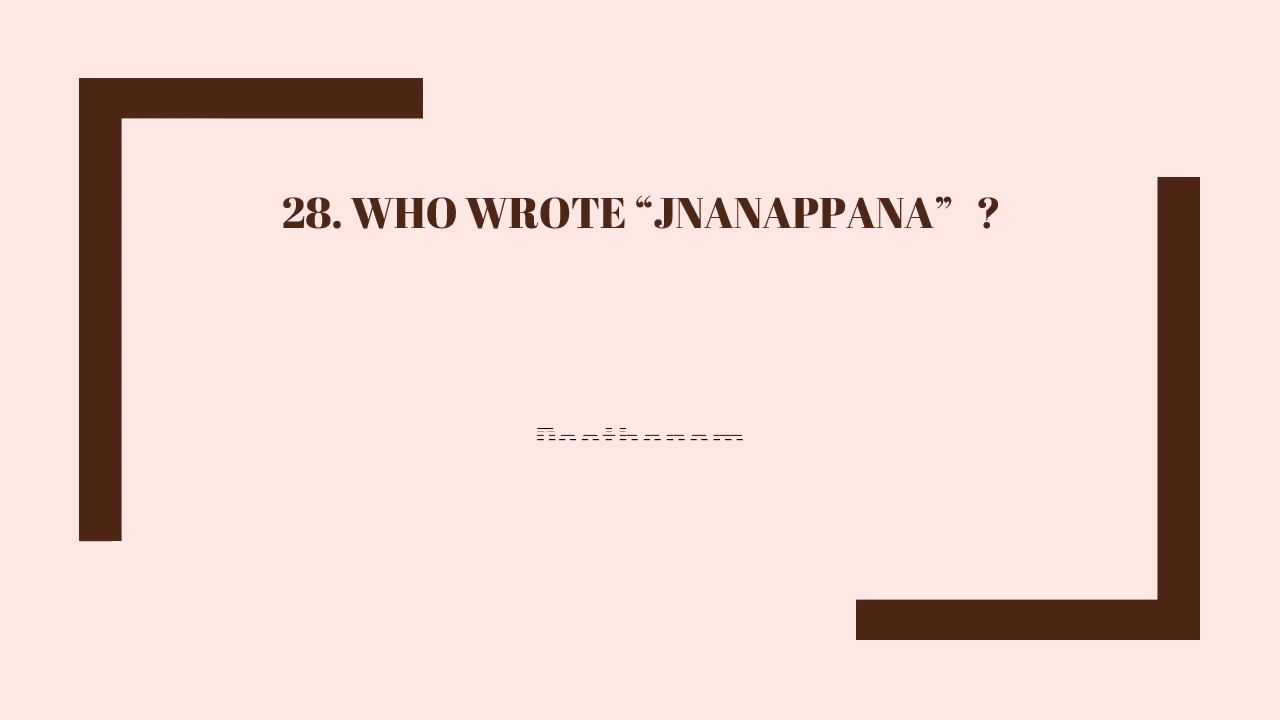 28. WHO WROTE “JNANAPPANA” ?